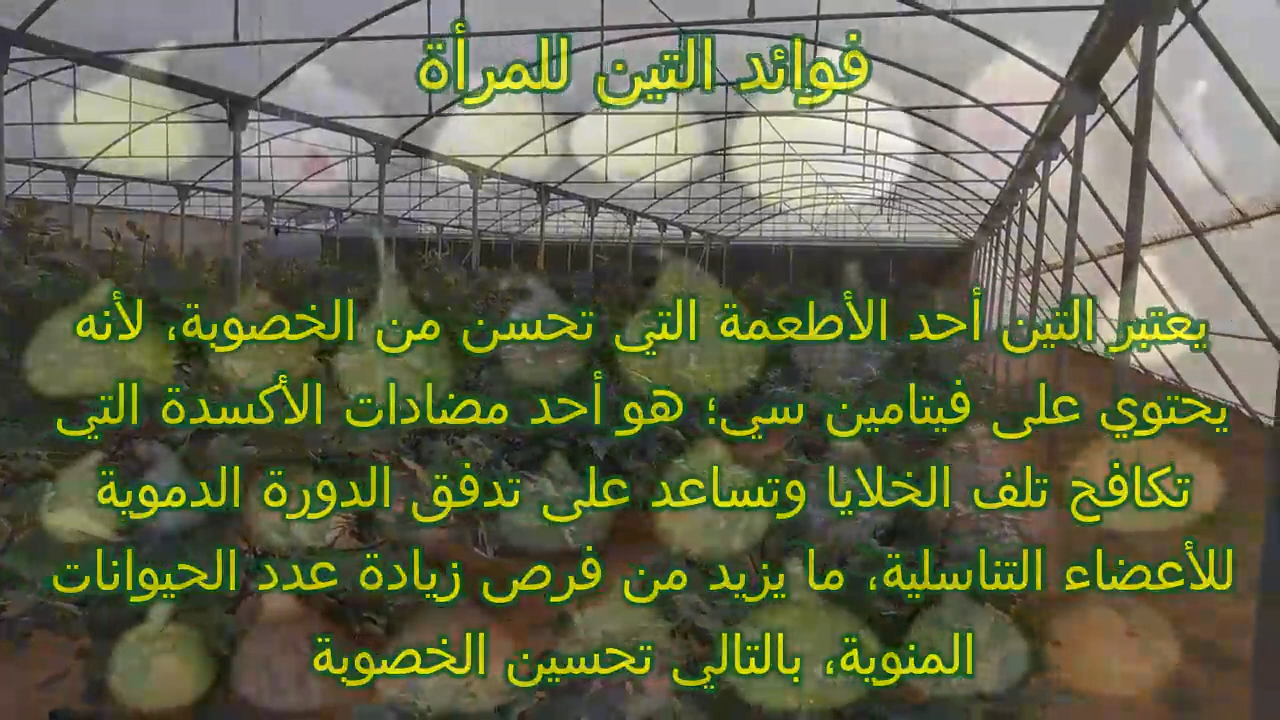 فوائد التين للمرأة
يعتبر التين أحد الأطعمة التي تحسن من الخصوبة، لأنه
يحتوي على فيتامين سي؛ هو أحد مضادات الأكسدة التي
تكافح تلف الخلايا وتساعد على تدفق الدورة الدموية
للأعضاء التناسلية، ما يزيد من فرص زيادة عدد الحيوانات
المنوية، بالتالي تحسين الخصوبة